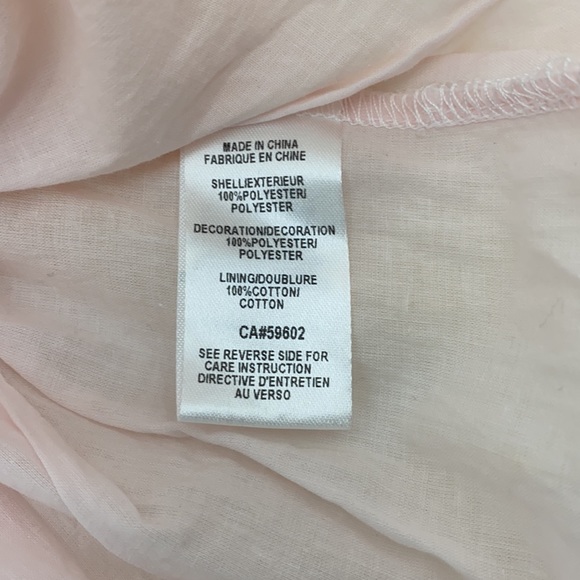 MADE IN CHINA
FABRIQUE EN CHINE
SHELL/EXTERIEUR
100%POLYESTER/
POLYESTER
DECORATION/DECORATION
100%POLYESTER/
POLYESTER
LINING/DOUBLURE
100%COTTON/
COTTON
CA#59602
SEE REVERSE SIDE FOR
CARE INSTRUCTION
DIRECTIVE D'ENTRETIEN
AU VERSO